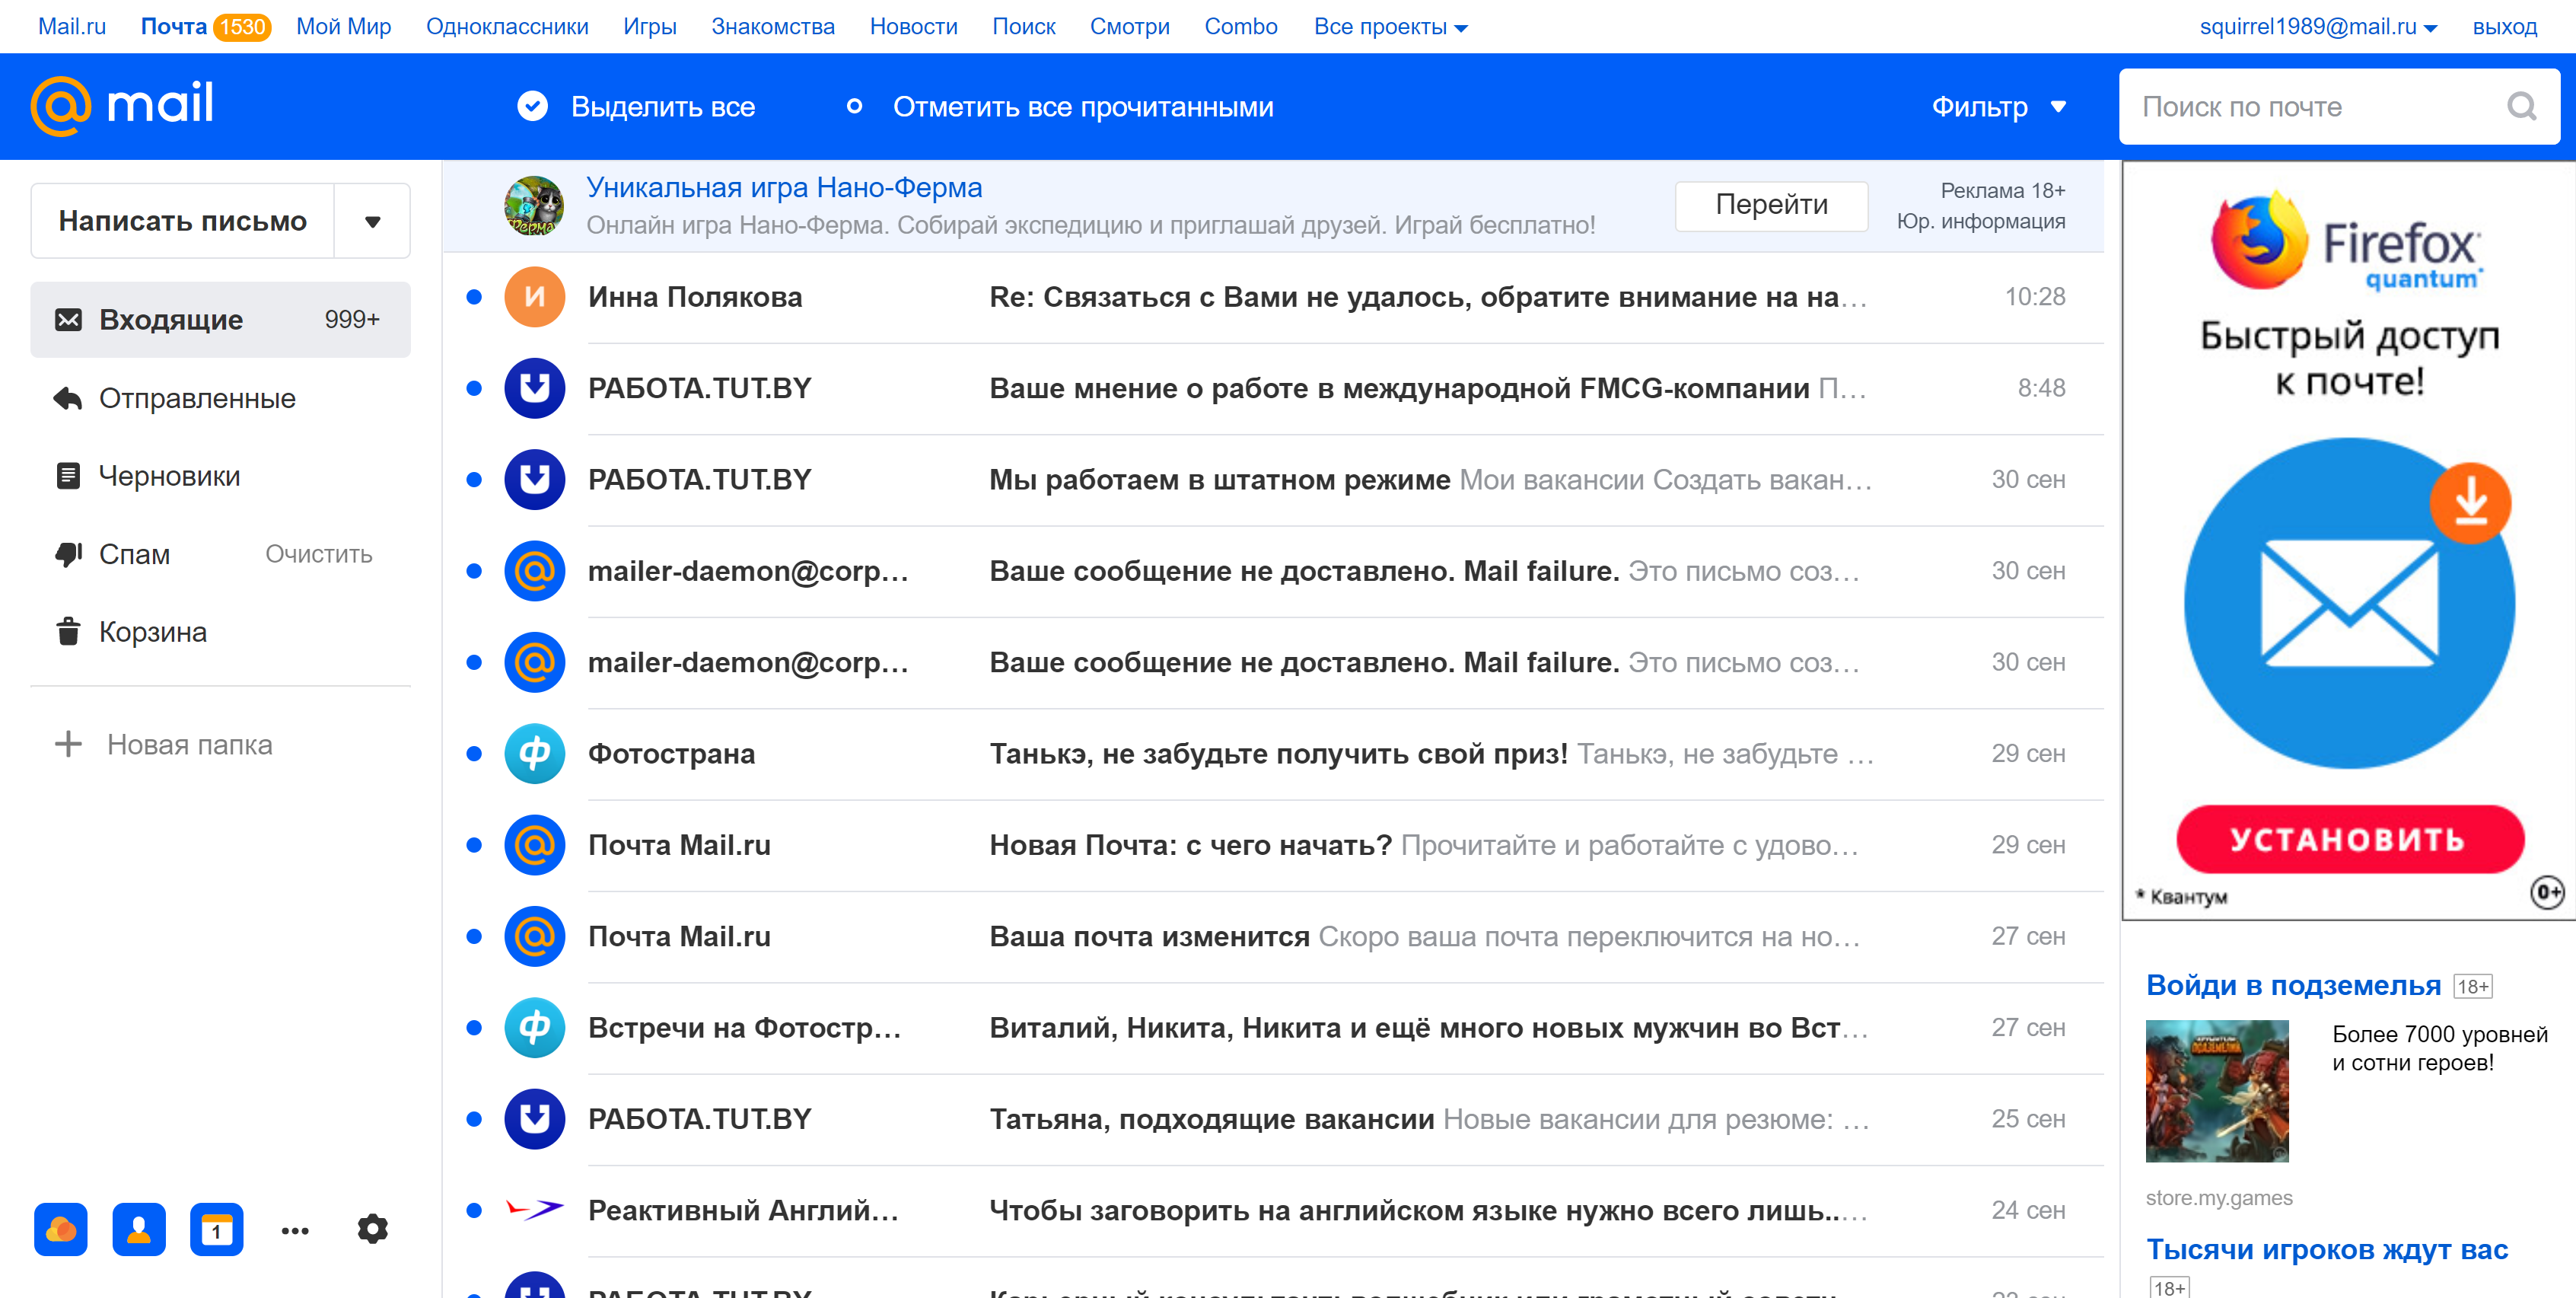 Mail.ru Почта 1530 Мой Мир Одноклассники Игры Знакомства Новости Поиск Смотри Combo Все проекты squirrel1989@mail.ru выход
@mail Выделить все Отметить все прочитанными Фильтр Поиск по почте
Написать письмо
Входящие 999+
Отправленные
Черновики
Спам Очистить
Корзина
Новая папка
1
Уникальная игра Нано-Ферма
Онлайн игра Нано-Ферма. Собирай экспедицию и приглашай друзей. Играй бесплатно!
Перейти
Реклама 18+
Юр. информация
И Инна Полякова Re: Связаться с Вами не удалось, обратите внимание на на… 10:28
РАБОТА.TUT.BY Ваше мнение о работе в международной FMCG-компании П… 8:48
РАБОТА.TUT.BY Мы работаем в штатном режиме Мои вакансии Создать вакан… 30 сен
mailer-daemon@corp… Ваше сообщение не доставлено. Mail failure. Это письмо соз… 30 сен
mailer-daemon@corp… Ваше сообщение не доставлено. Mail failure. Это письмо соз… 30 сен
ф Фотострана Танькэ, не забудьте получить свой приз! Танькэ, не забудьте … 29 сен
Почта Mail.ru Новая Почта: с чего начать? Прочитайте и работайте с удово… 29 сен
Почта Mail.ru Ваша почта изменится Скоро ваша почта переключится на но… 27 сен
ф Встречи на Фотостр… Виталий, Никита, Никита и ещё много новых мужчин во Вст… 27 сен
РАБОТА.TUT.BY Татьяна, подходящие вакансии Новые вакансии для резюме: … 25 сен
Реактивный Англий… Чтобы заговорить на английском языке нужно всего лишь..… 24 сен
РАБОТА.TUT.BY
Firefox
quantum*
Быстрый доступ
к почте!
УСТАНОВИТЬ
* Квантум 0+
Войди в подземелья 18+
Более 7000 уровней
и сотни героев!
store.my.games
Тысячи игроков ждут вас
18+